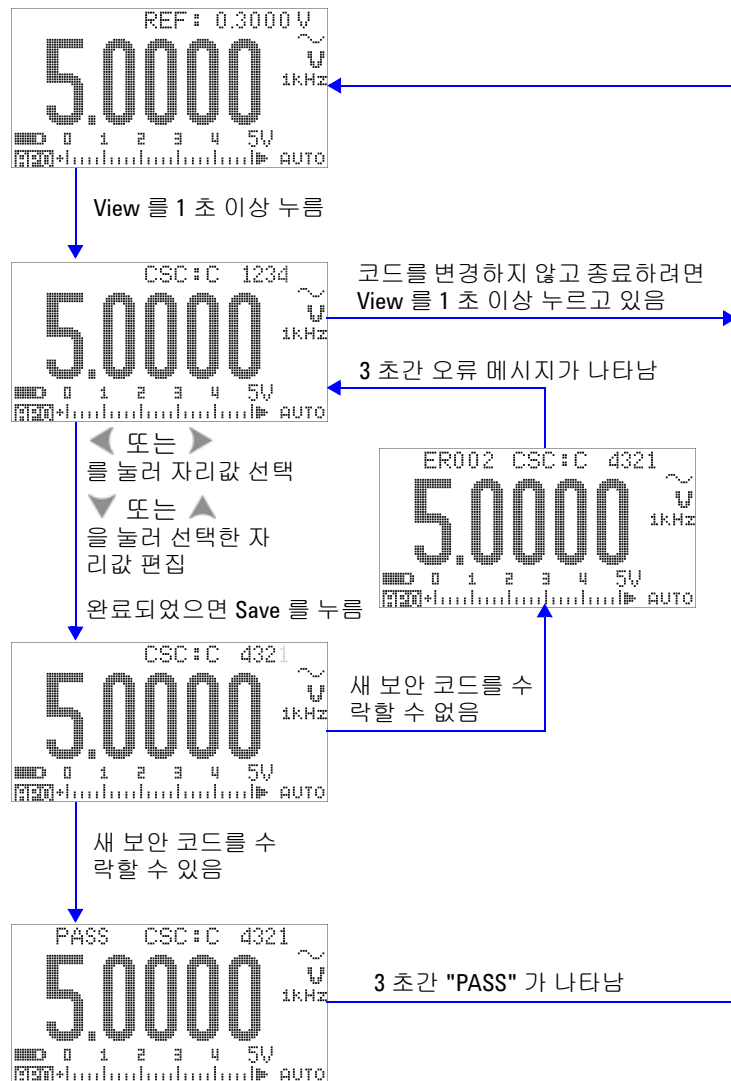 REF: 0.3000V
5.0000
V
1kHz
0 1 2 3 4 5V
APO AUTO
View 를 1 초 이상 누름
CSC:C 1234
5.0000
V
1kHz
0 1 2 3 4 5V
APO AUTO
코드를 변경하지 않고 종료하려면
View 를 1 초 이상 누르고 있음
3 초간 오류 메시지가 나타남
또는
를 눌러 자리값 선택
또는
을 눌러 선택한 자
리값 편집
완료되었으면 Save 를 누름
ER002 CSC:C 4321
5.0000
V
1kHz
0 1 2 3 4 5V
APO AUTO
CSC:C 4321
5.0000
V
1kHz
0 1 2 3 4 5V
APO AUTO
새 보안 코드를 수
락할 수 없음
새 보안 코드를 수
락할 수 있음
PASS CSC:C 4321
5.0000
V
1kHz
0 1 2 3 4 5V
APO AUTO
3 초간 "PASS" 가 나타남